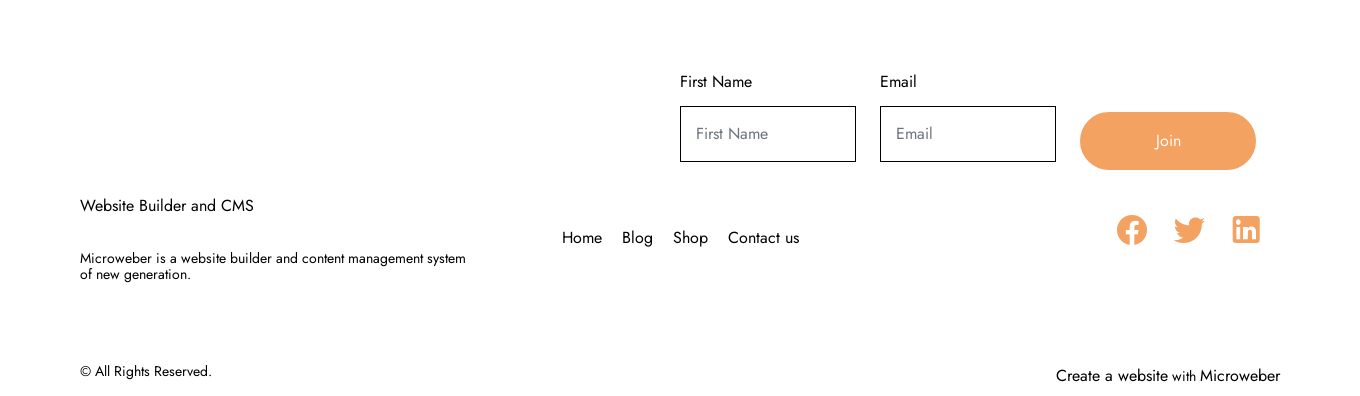 First Name
Email
First Name
Email
Join
Website Builder and CMS
Home
Blog
Shop
Contact us
Microweber is a website builder and content management system
of new generation.
© All Rights Reserved.
Create a website with Microweber